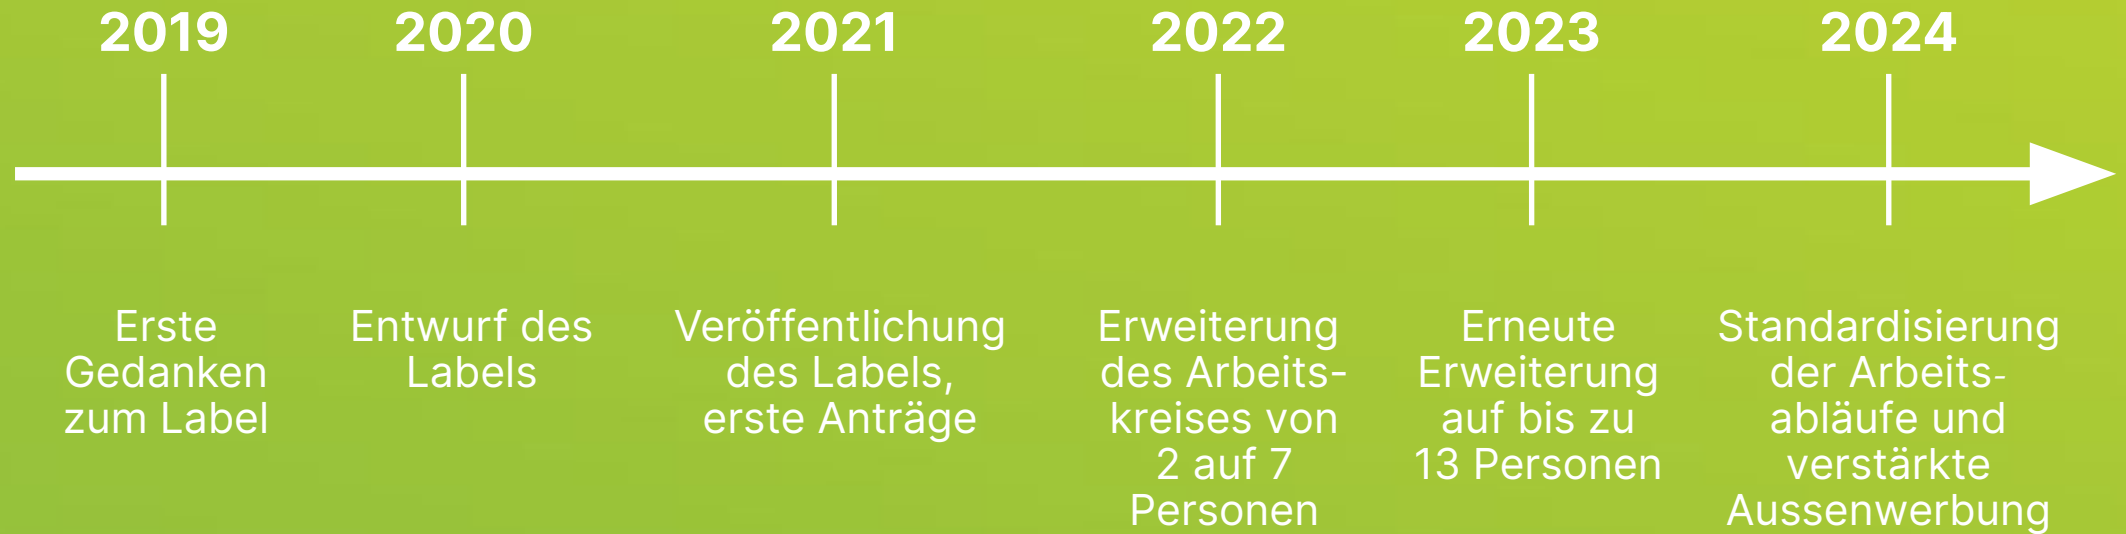 2019
Erste
Gedanken
zum Label
2020
Entwurf des
Labels
2021
Veröffentlichung
des Labels,
erste Anträge
2022
Erweiterung
des Arbeits-
kreises von
2 auf 7
Personen
2023
Erneute
Erweiterung
auf bis zu
13 Personen
2024
Standardisierung
der Arbeits-
abläufe und
verstärkte
Aussenwerbung